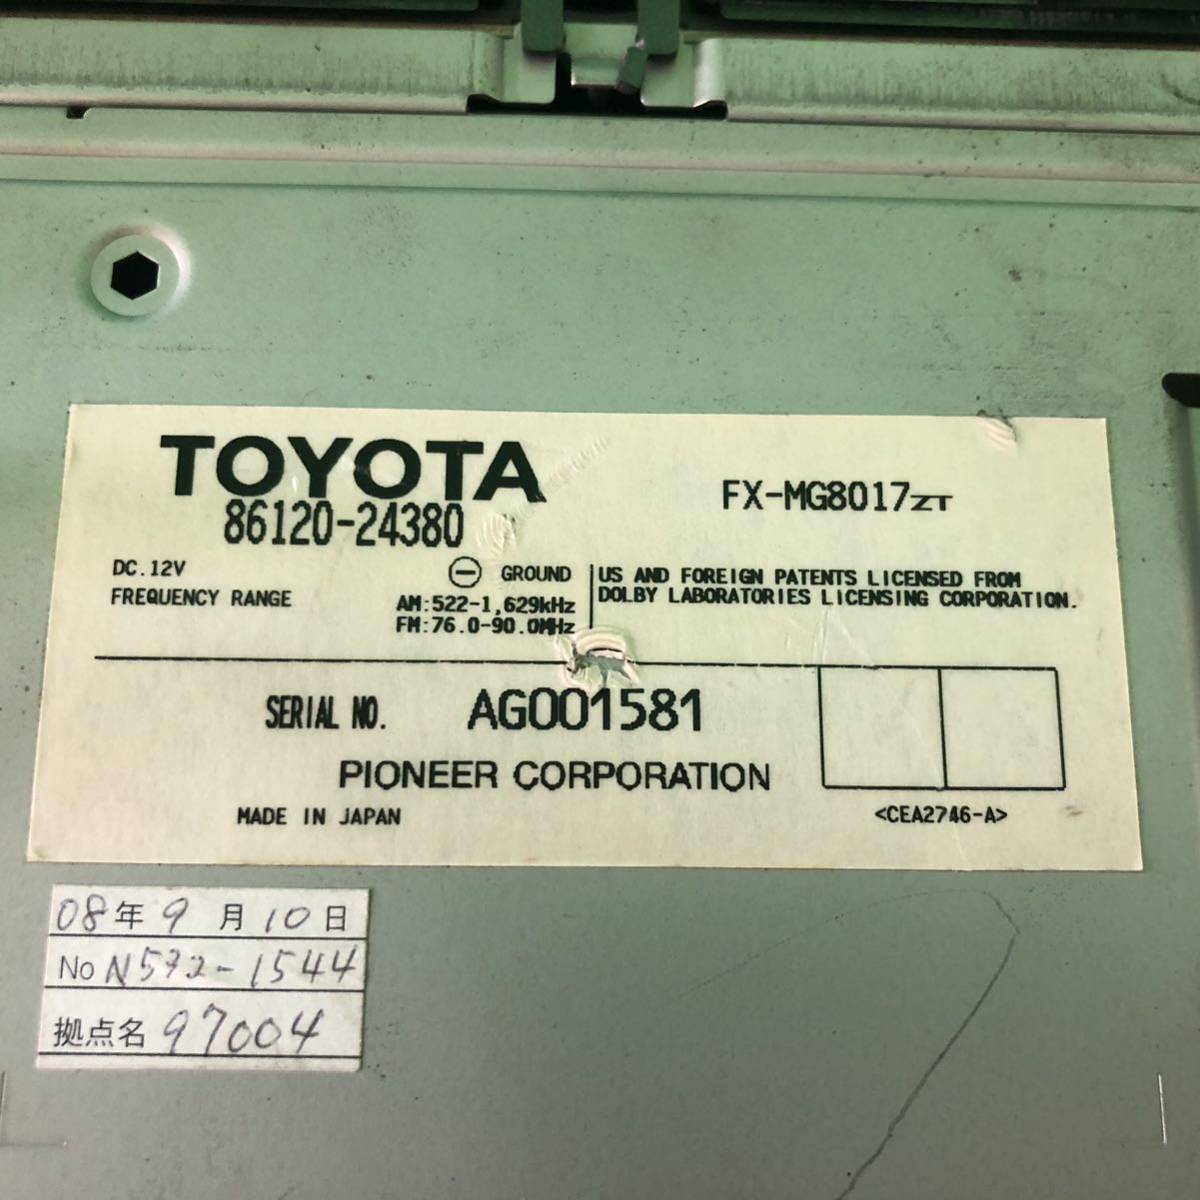 TOYOTA
86120-24380
FX-MG8017ZT
DC.12V
⊖ GROUND
FREQUENCY RANGE
AM:522-1,629kHz
FM:76.0-90.0MHz
US AND FOREIGN PATENTS LICENSED FROM
DOLBY LABORATORIES LICENSING CORPORATION.
SERIAL NO. AG001581
PIONEER CORPORATION
MADE IN JAPAN
<CEA2746-A>
08年9月10日
No N572-1544
拠点名 97004